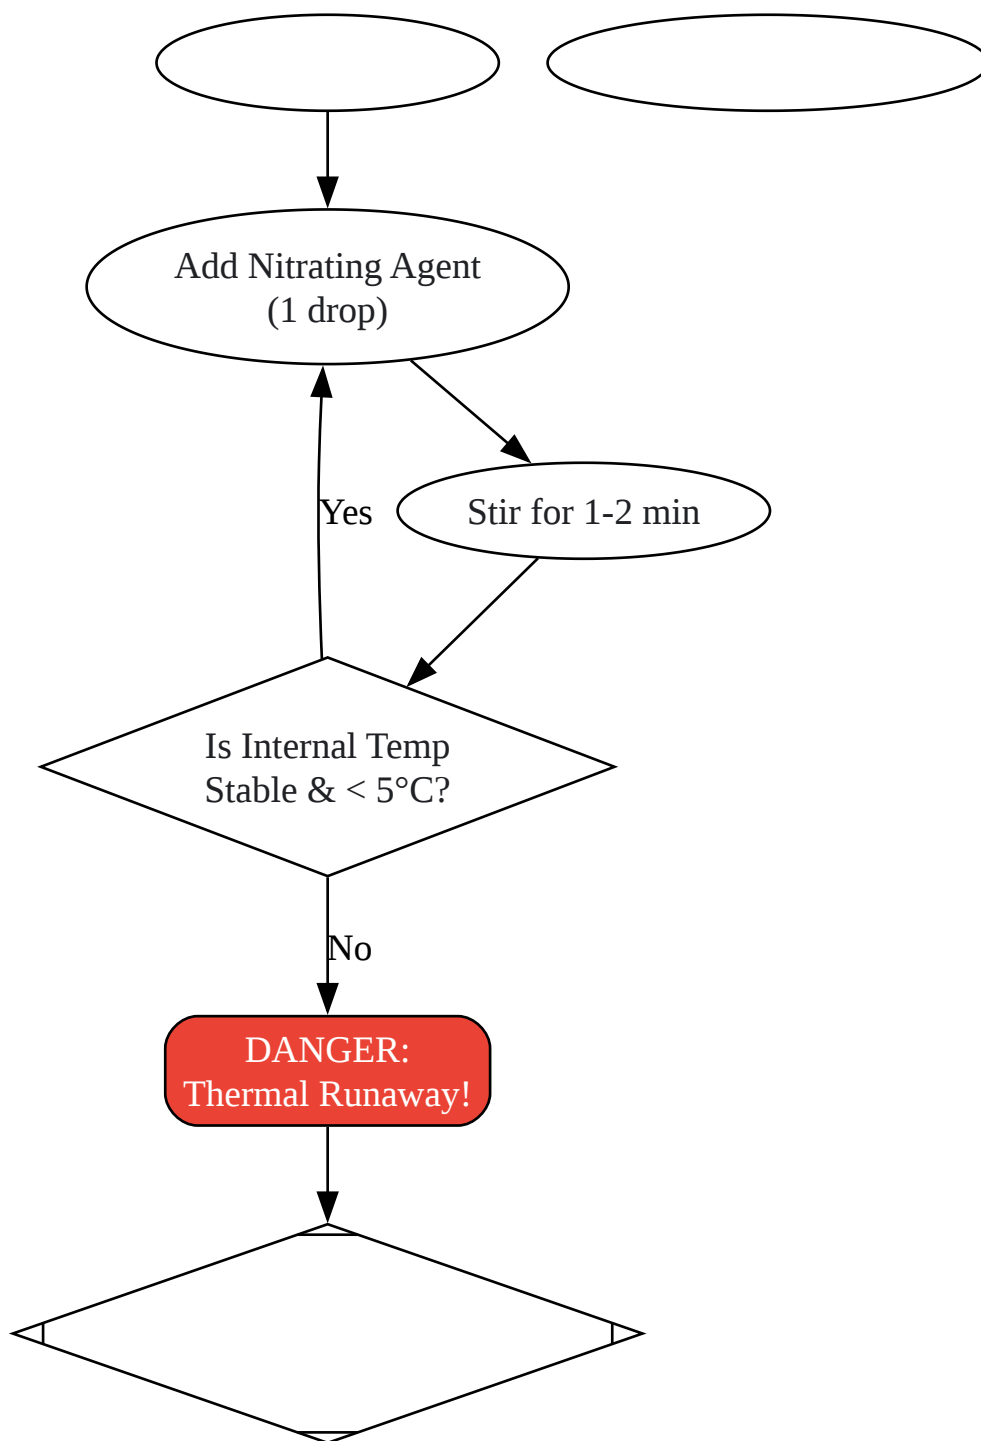 Add Nitrating Agent
(1 drop)
Yes
Stir for 1-2 min
Is Internal Temp
Stable & < 5°C?
No
DANGER:
Thermal Runaway!